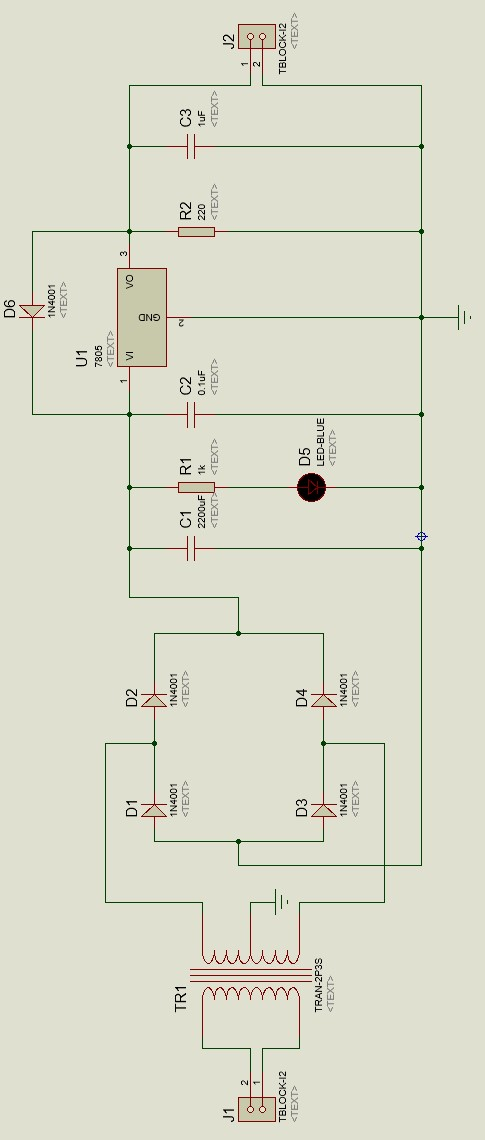 J2
TBLOCK-I2
<TEXT>
1
2
C3
1uF
<TEXT>
R2
220
<TEXT>
D6
1N4001
<TEXT>
3
VO
GND
2
U1
7805
<TEXT>
VI
1
C2
0.1uF
<TEXT>
R1
1k
<TEXT>
D5
LED-BLUE
<TEXT>
C1
2200uF
<TEXT>
D2
1N4001
<TEXT>
D4
1N4001
<TEXT>
D1
1N4001
<TEXT>
D3
1N4001
<TEXT>
TR1
TRAN-2P3S
<TEXT>
2
1
J1
TBLOCK-I2
<TEXT>